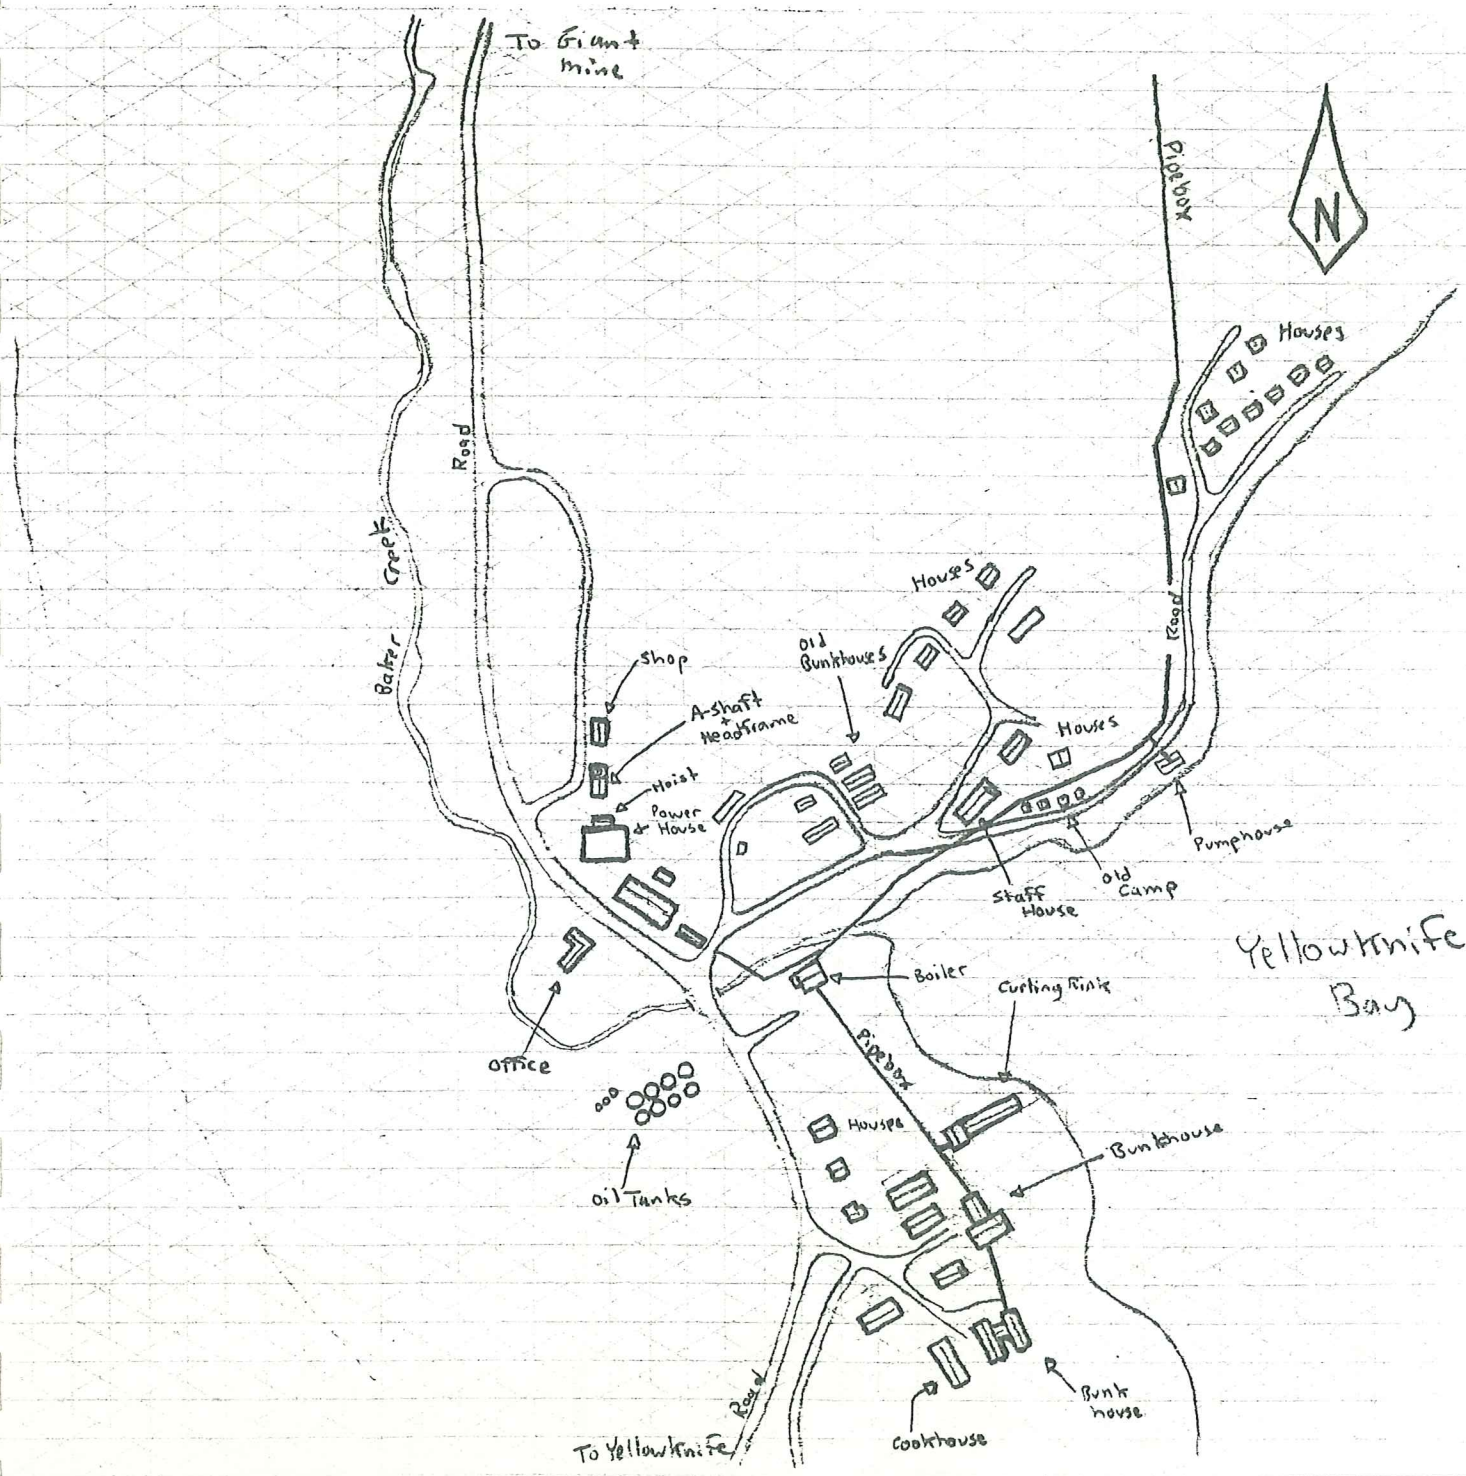 To Giant
Mine
Pipebox
N
Houses
Road
Baker Creek
Houses
Road
Old
Bunkhouses
Shop
A-Shaft
+
Headframe
Houses
Hoist
Power
House
Pumphouse
Old
Camp
Staff
House
Yellowknife
Bay
Boiler
Curling Rink
Pipebox
Office
Houses
Bunkhouse
Oil Tanks
Road
Bunk
house
Cookhouse
To Yellowknife